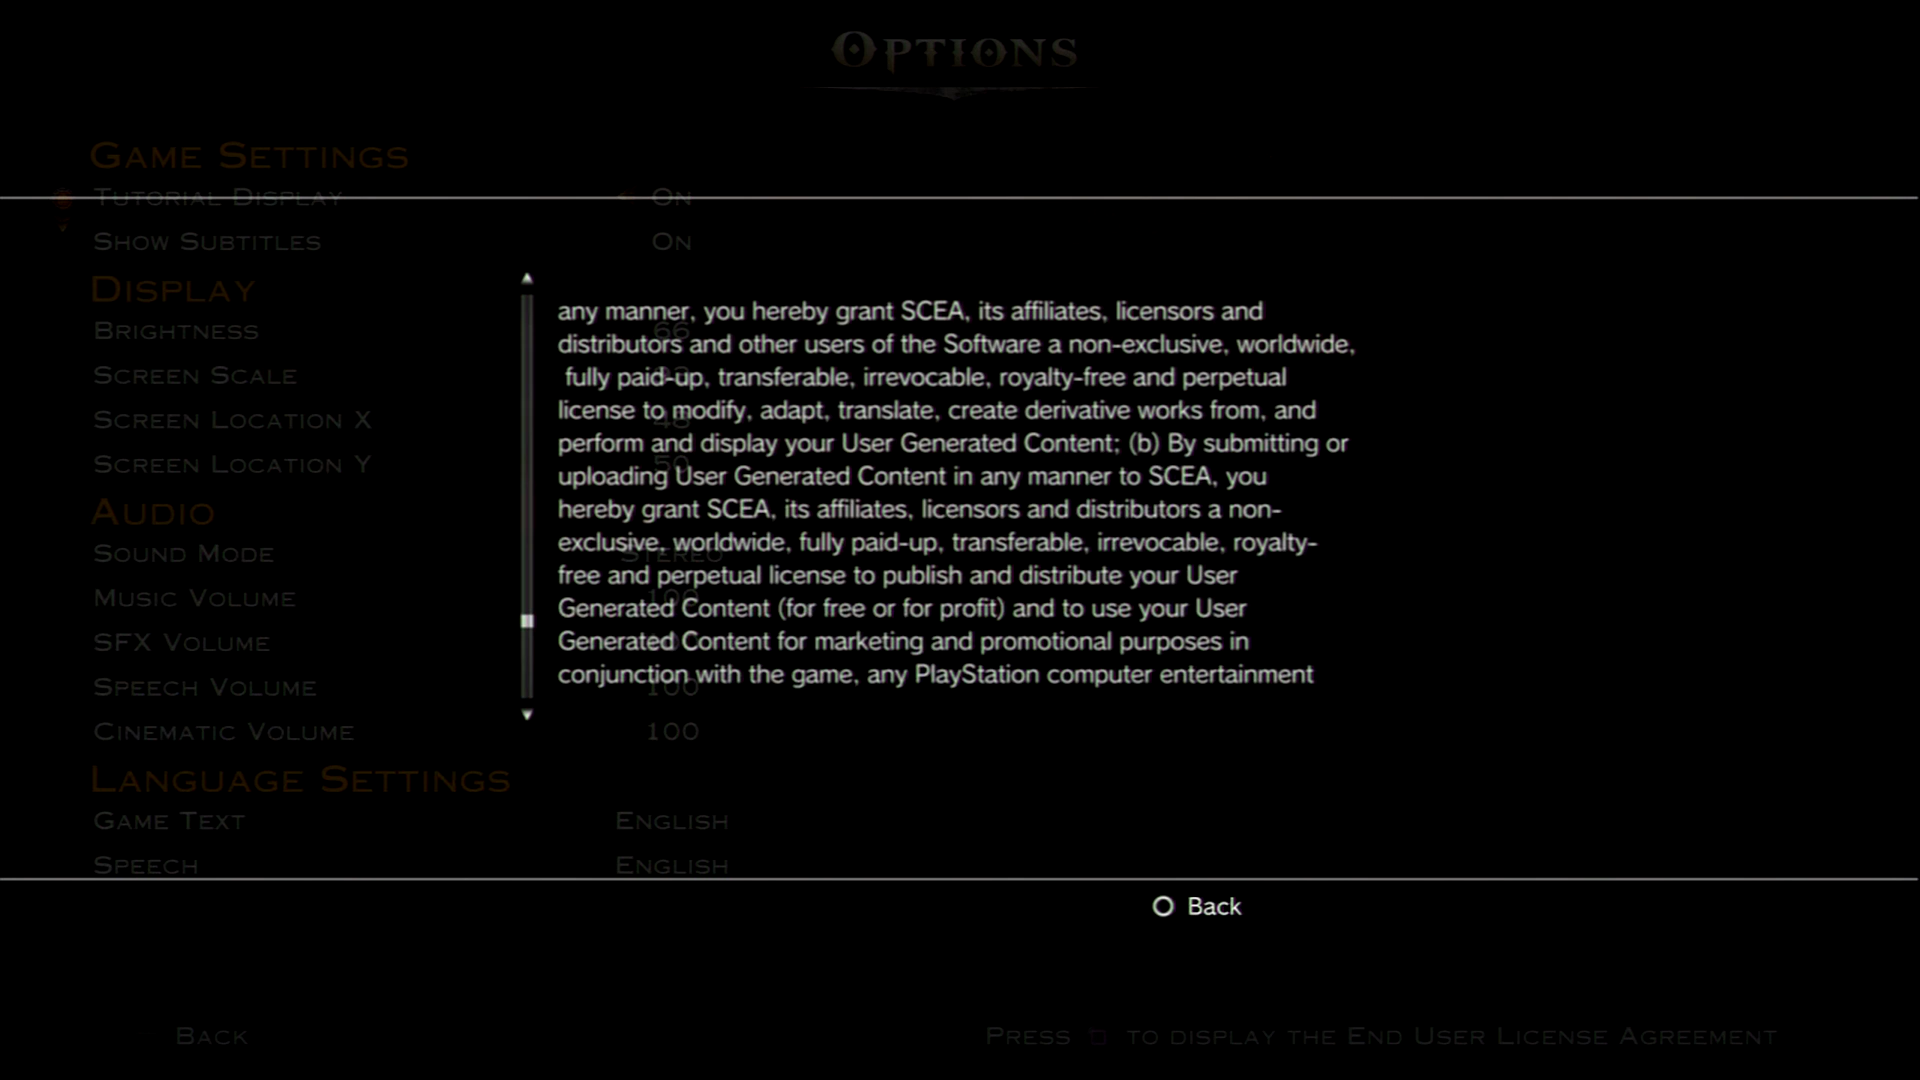 Options
Game Settings
Tutorial Display On
Show Subtitles On
Display
Brightness 66
Screen Scale
Screen Location X 48
Screen Location Y 50
Audio
Sound Mode Stereo
Music Volume 100
SFX Volume
Speech Volume 100
Cinematic Volume 100
Language Settings
Game Text English
Speech English
any manner, you hereby grant SCEA, its affiliates, licensors and
distributors and other users of the Software a non-exclusive, worldwide,
fully paid-up, transferable, irrevocable, royalty-free and perpetual
license to modify, adapt, translate, create derivative works from, and
perform and display your User Generated Content; (b) By submitting or
uploading User Generated Content in any manner to SCEA, you
hereby grant SCEA, its affiliates, licensors and distributors a non-
exclusive, worldwide, fully paid-up, transferable, irrevocable, royalty-
free and perpetual license to publish and distribute your User
Generated Content (for free or for profit) and to use your User
Generated Content for marketing and promotional purposes in
conjunction with the game, any PlayStation computer entertainment
Back
Back
Press □ to display the End User License Agreement